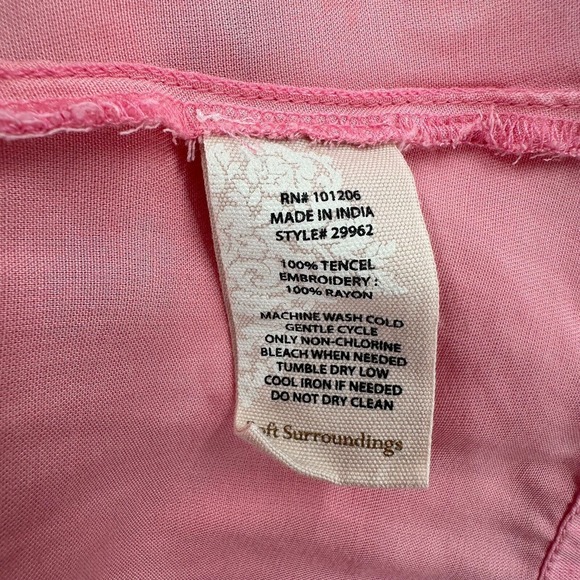 RN# 101206
MADE IN INDIA
STYLE# 29962
100% TENCEL
EMBROIDERY :
100% RAYON
MACHINE WASH COLD
GENTLE CYCLE
ONLY NON-CHLORINE
BLEACH WHEN NEEDED
TUMBLE DRY LOW
COOL IRON IF NEEDED
DO NOT DRY CLEAN
oft Surroundings